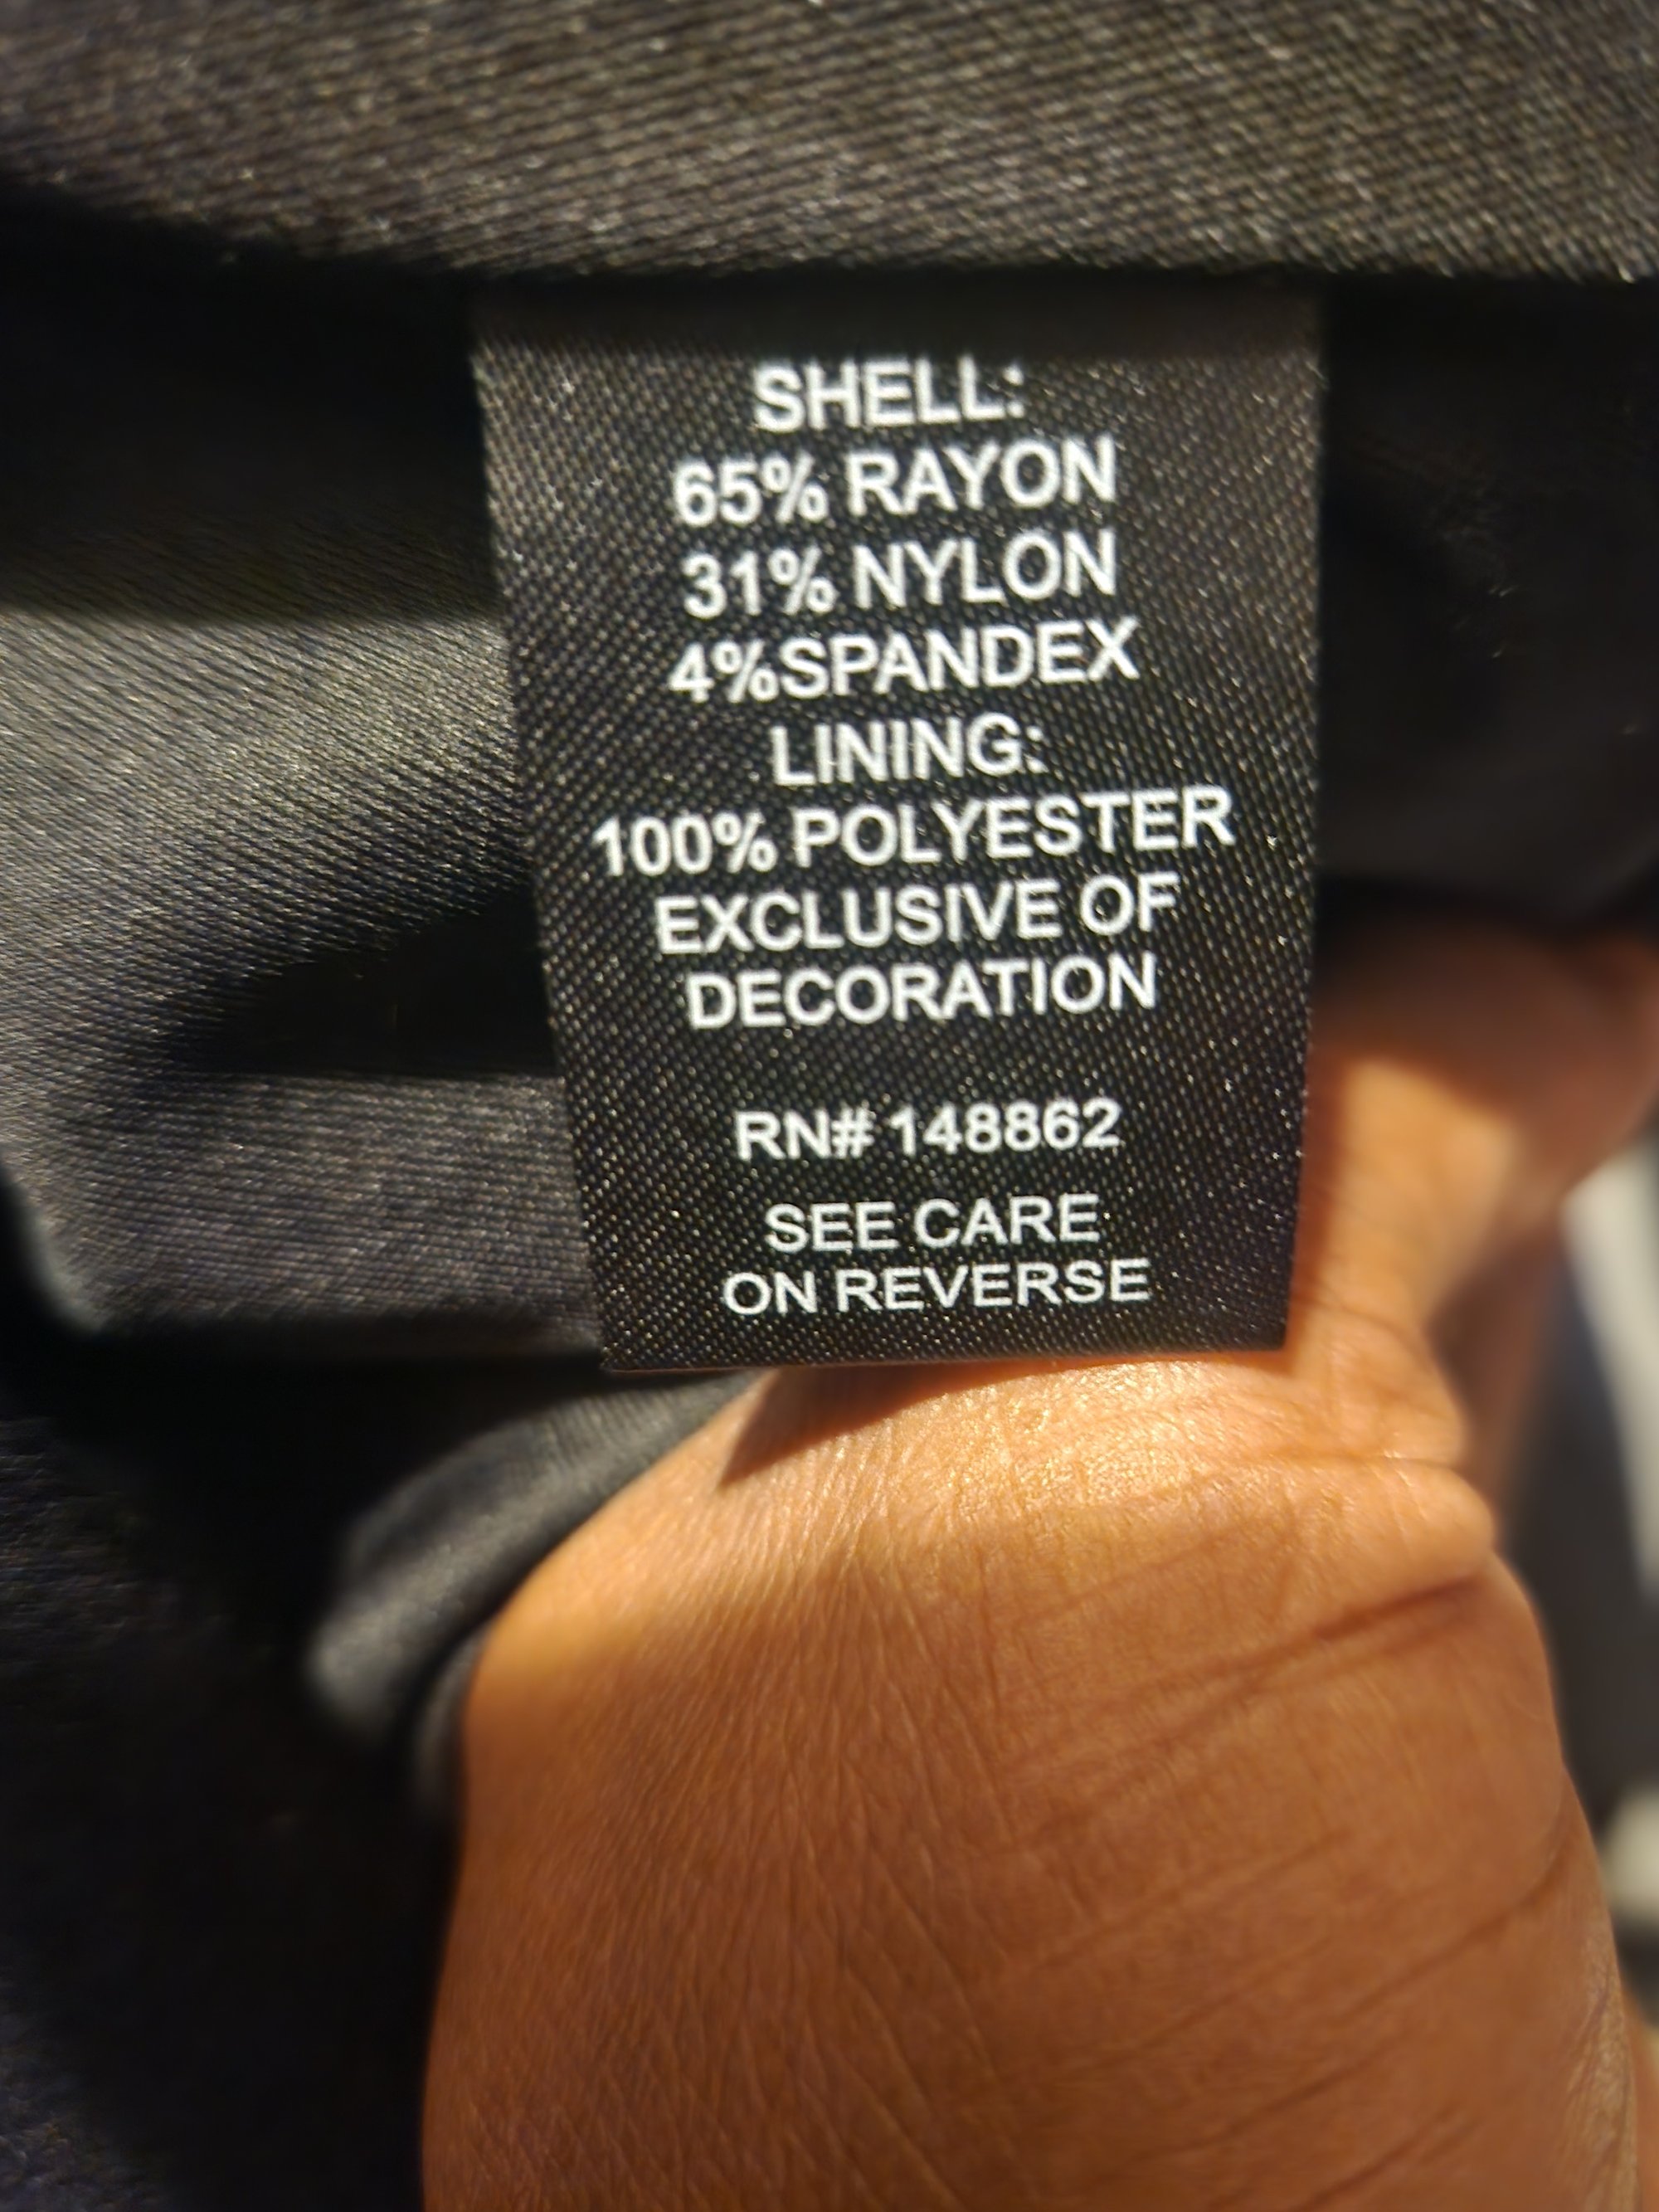 SHELL:
65% RAYON
31% NYLON
4%SPANDEX
LINING:
100% POLYESTER
EXCLUSIVE OF
DECORATION
RN# 148862
SEE CARE
ON REVERSE